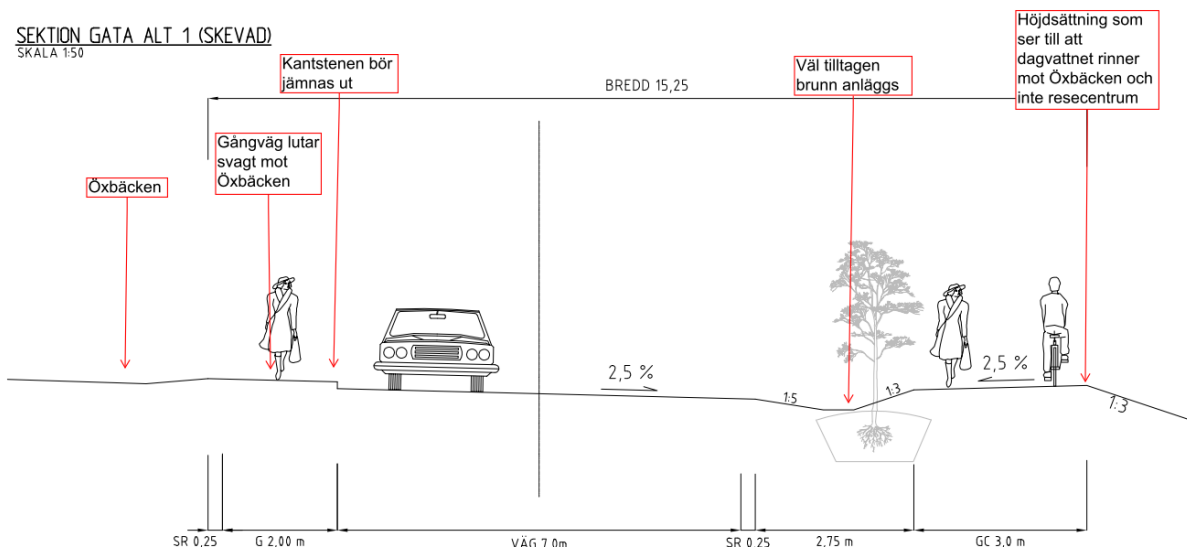 SEKTION GATA ALT 1 (SKEVAD)
SKALA 1:50
Kantstenen bör
jämnas ut
BREDD 15,25
Väl tilltagen
brunn anläggs
Höjdsättning som
ser till att
dagvattnet rinner
mot Öxbäcken och
inte resecentrum
Gångväg lutar
svagt mot
Öxbäcken
Öxbäcken
2,5 %
1:5
1:3
2,5 %
1:3
SR 0,25
G 2,00 m
VÄG 7,0m
SR 0,25
2,75 m
GC 3,0 m